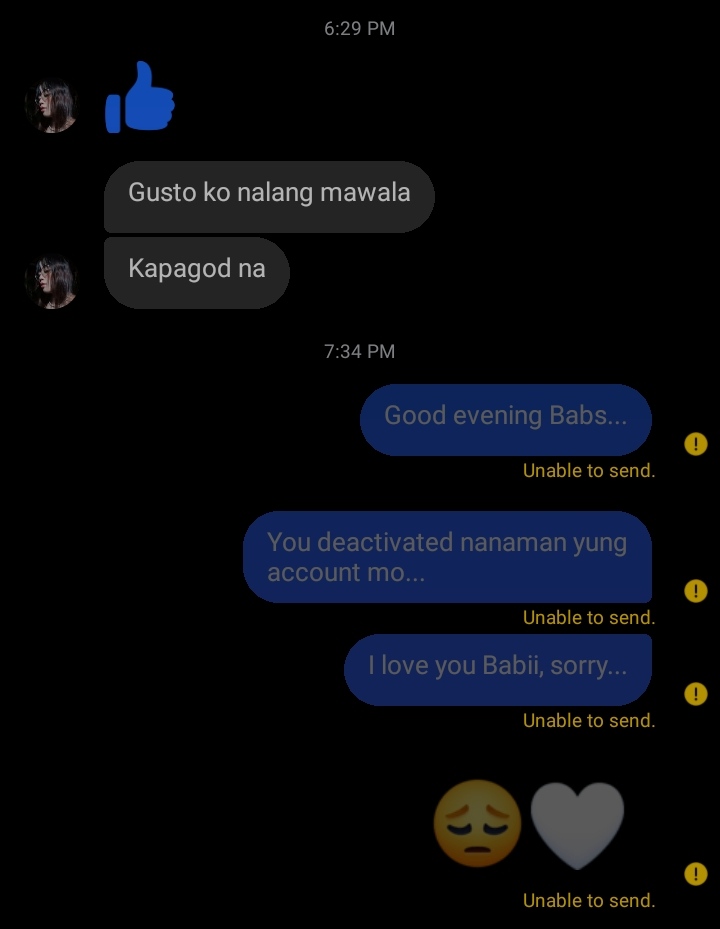 6:29 PM
Gusto ko nalang mawala
Kapagod na
7:34 PM
Good evening Babs...
Unable to send.
You deactivated nanaman yung
account mo...
Unable to send.
I love you Babii, sorry...
Unable to send.
Unable to send.